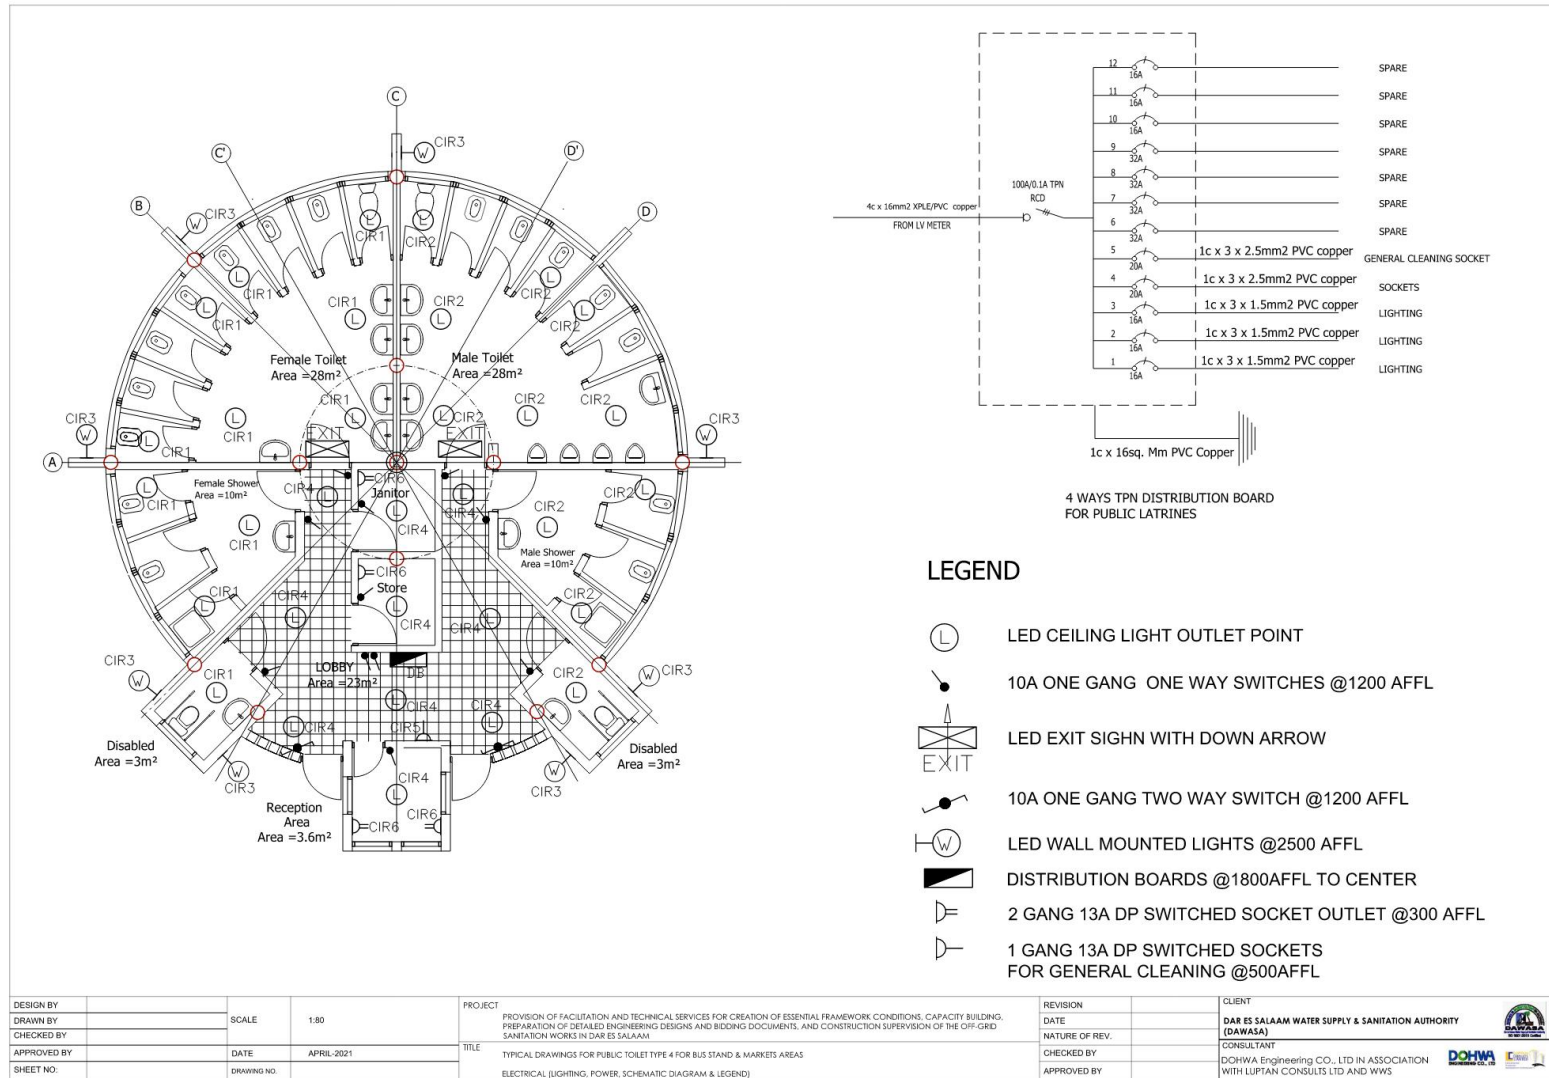 C
CIR3
C'
D'
B
CIR3
D
CIR1
CIR2
CIR1
CIR2
CIR1
CIR2
CIR1
CIR2
Female Toilet
Area =28m²
Male Toilet
Area =28m²
CIR3
CIR1
CIR1
CIR1
EXIT
CIR2
EXIT
CIR2
CIR2
CIR3
A
Female Shower
Area =10m²
CIR1
CIR1
CIR1
CIR4
CIR6
Janitor
CIR4
CIR4
CIR2
CIR2
Male Shower
Area =10m²
CIR2
CIR6
Store
CIR4
CIR4
CIR4
LOBBY
Area =23m²
DB
CIR3
CIR1
CIR2
CIR3
Disabled
Area =3m²
Disabled
Area =3m²
CIR4
CIR4
CIR4
CIR5
CIR3
CIR3
Reception
Area
Area =3.6m²
CIR4
CIR6
CIR6
12 16A SPARE
11 16A SPARE
10 16A SPARE
9 32A SPARE
8 32A SPARE
7 32A SPARE
6 32A SPARE
5 20A 1c x 3 x 2.5mm2 PVC copper GENERAL CLEANING SOCKET
4 20A 1c x 3 x 2.5mm2 PVC copper SOCKETS
3 16A 1c x 3 x 1.5mm2 PVC copper LIGHTING
2 16A 1c x 3 x 1.5mm2 PVC copper LIGHTING
1 16A 1c x 3 x 1.5mm2 PVC copper LIGHTING
100A/0.1A TPN
RCD
4c x 16mm2 XPLE/PVC copper
FROM LV METER
1c x 16sq. Mm PVC Copper
4 WAYS TPN DISTRIBUTION BOARD
FOR PUBLIC LATRINES
LEGEND
L LED CEILING LIGHT OUTLET POINT
10A ONE GANG ONE WAY SWITCHES @1200 AFFL
EXIT LED EXIT SIGHN WITH DOWN ARROW
10A ONE GANG TWO WAY SWITCH @1200 AFFL
W LED WALL MOUNTED LIGHTS @2500 AFFL
DISTRIBUTION BOARDS @1800AFFL TO CENTER
2 GANG 13A DP SWITCHED SOCKET OUTLET @300 AFFL
1 GANG 13A DP SWITCHED SOCKETS
FOR GENERAL CLEANING @500AFFL
DESIGN BY
DRAWN BY
CHECKED BY
APPROVED BY
SHEET NO:
SCALE 1:80
DATE APRIL-2021
DRAWING NO.
PROJECT
PROVISION OF FACILITATION AND TECHNICAL SERVICES FOR CREATION OF ESSENTIAL FRAMEWORK CONDITIONS, CAPACITY BUILDING,
PREPARATION OF DETAILED ENGINEERING DESIGNS AND BIDDING DOCUMENTS, AND CONSTRUCTION SUPERVISION OF THE OFF-GRID
SANITATION WORKS IN DAR ES SALAAM
TITLE
TYPICAL DRAWINGS FOR PUBLIC TOILET TYPE 4 FOR BUS STAND & MARKETS AREAS
ELECTRICAL (LIGHTING, POWER, SCHEMATIC DIAGRAM & LEGEND)
REVISION
DATE
NATURE OF REV.
CHECKED BY
APPROVED BY
CLIENT
DAR ES SALAAM WATER SUPPLY & SANITATION AUTHORITY
(DAWASA)
DAWASA
CONSULTANT
DOHWA Engineering CO., LTD IN ASSOCIATION
WITH LUPTAN CONSULTS LTD AND WWS
DOHWA
ENGINEERING CO., LTD